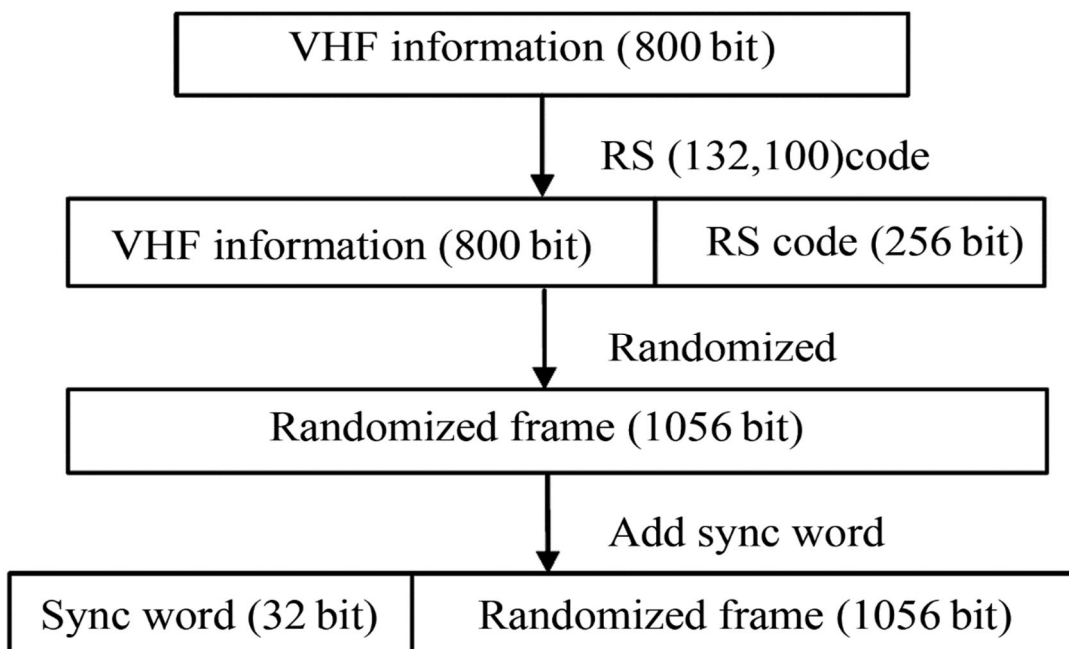 VHF information (800 bit)
RS (132,100)code
VHF information (800 bit) RS code (256 bit)
Randomized
Randomized frame (1056 bit)
Add sync word
Sync word (32 bit) Randomized frame (1056 bit)